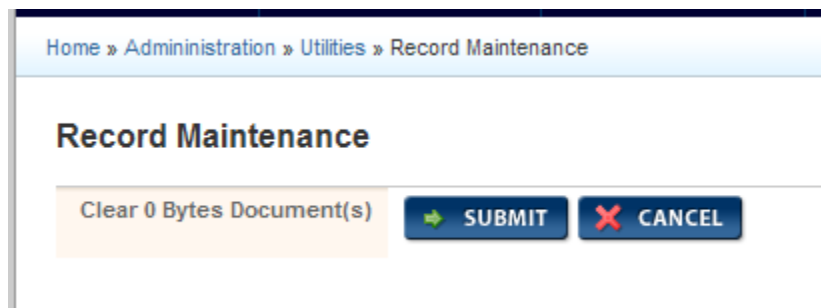 Home » Admininistration » Utilities » Record Maintenance
Record Maintenance
Clear 0 Bytes Document(s) SUBMIT CANCEL